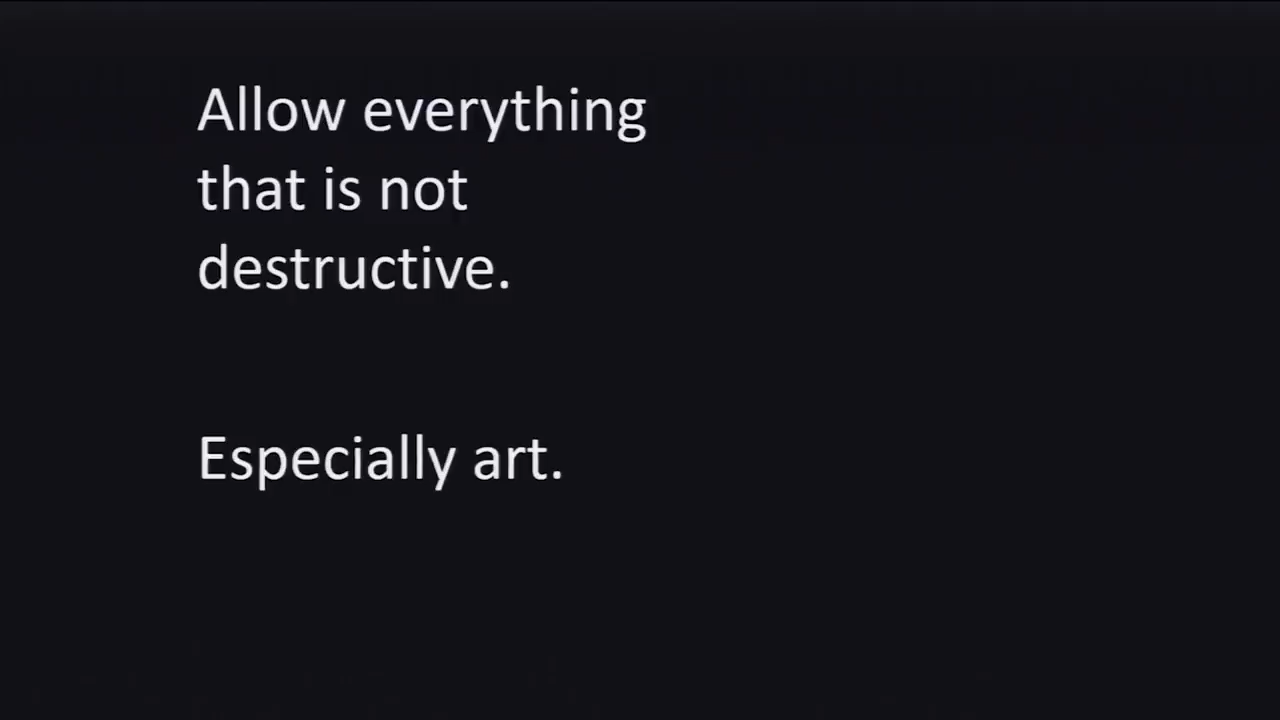 Allow everything
that is not
destructive.
Especially art.